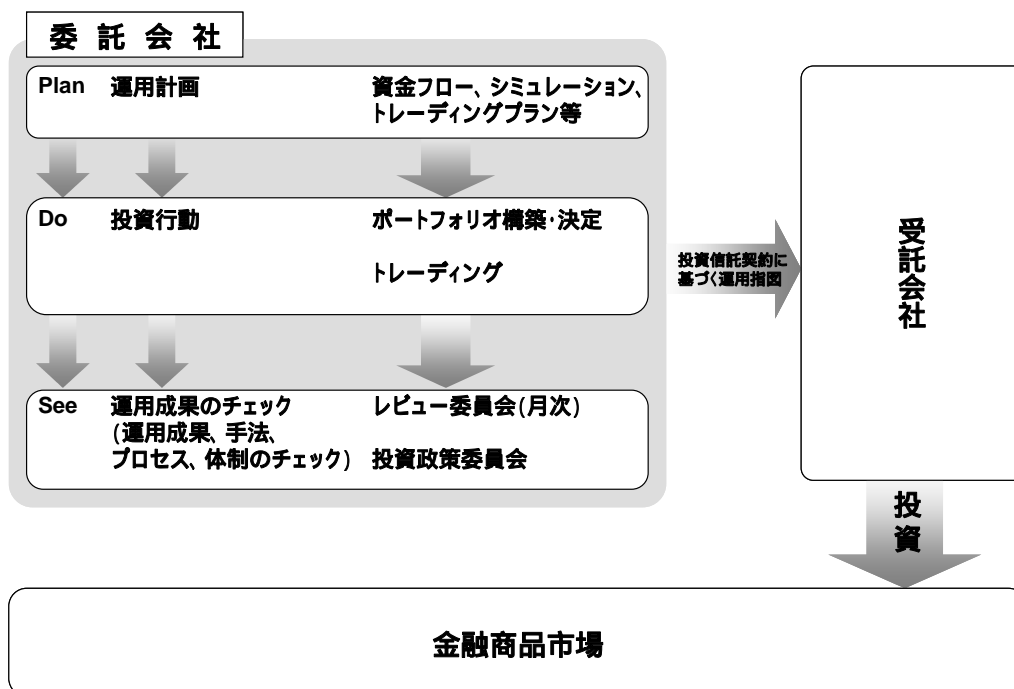 委託会社
Plan 運用計画 資金フロー、シミュレーション、
トレーディングプラン等
Do 投資行動 ポートフォリオ構築・決定
トレーディング
投資信託契約に
基づく運用指図
受託会社
See 運用成果のチェック レビュー委員会(月次)
(運用成果、手法、
プロセス、体制のチェック) 投資政策委員会
投資
金融商品市場